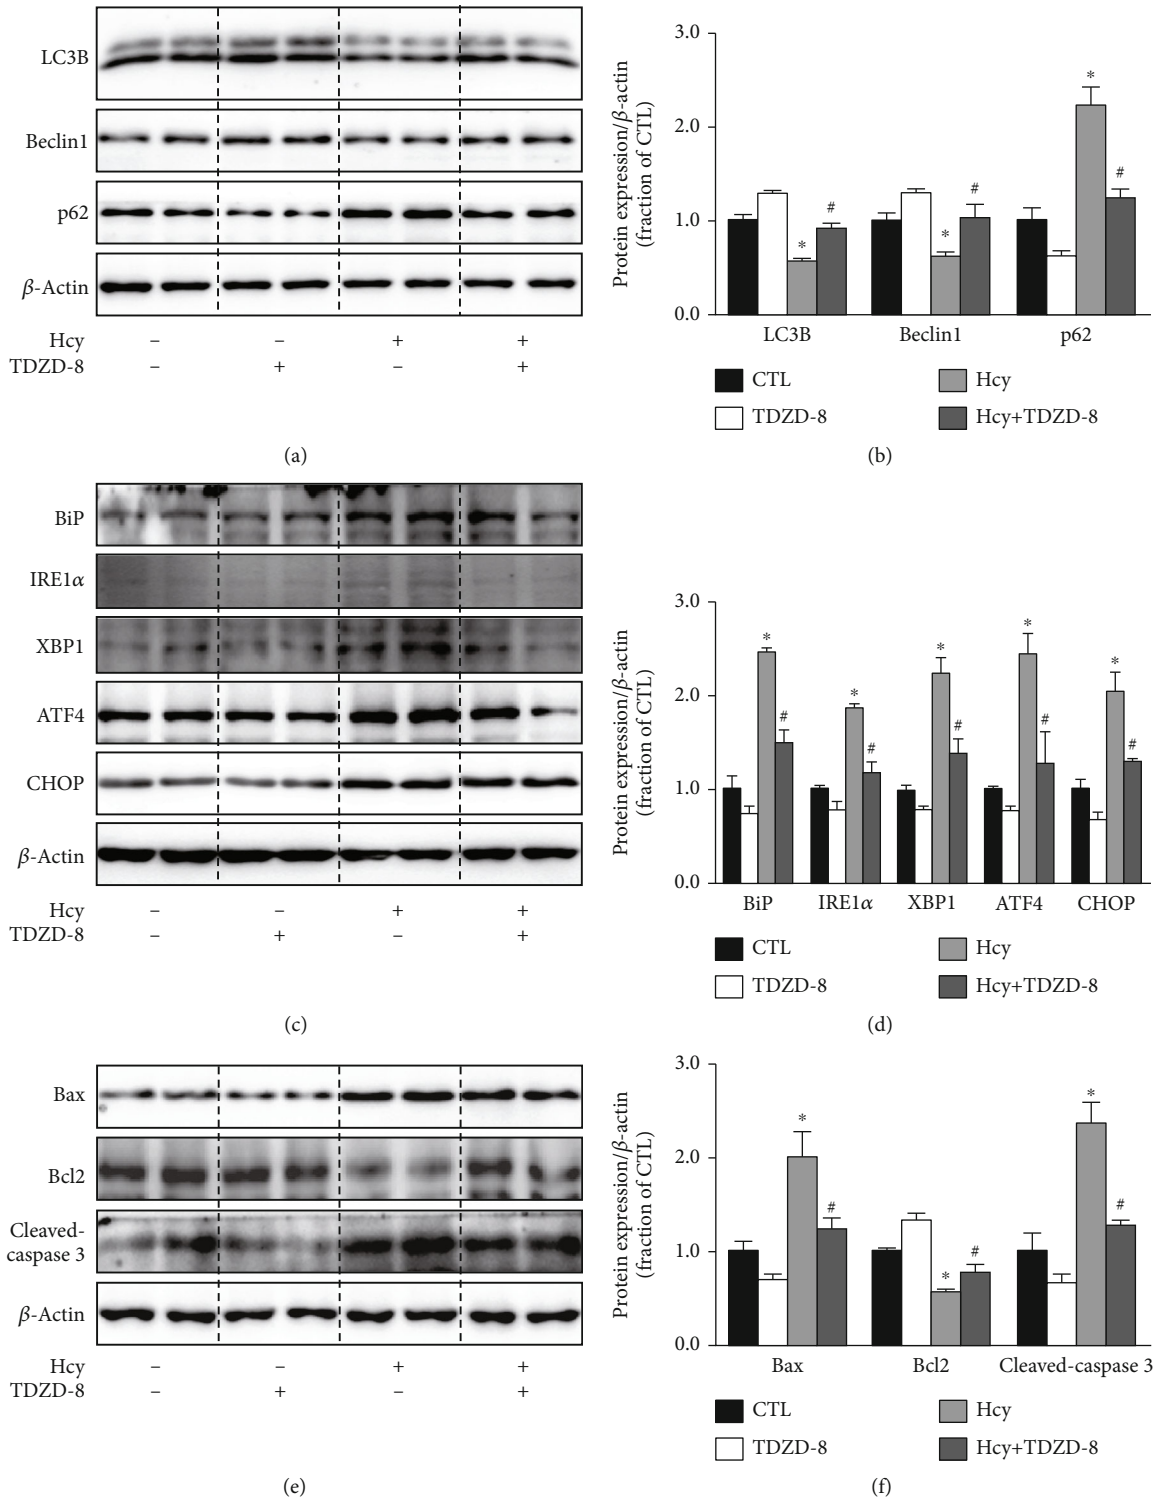 LC3B
Beclin1
p62
β-Actin
Hcy – – + +
TDZD-8 – + – +
(a)
Protein expression/β-actin
(fraction of CTL)
3.0
2.0
1.0
0.0
* # * # * #
LC3B Beclin1 p62
CTL Hcy
TDZD-8 Hcy+TDZD-8
(b)
BiP
IRE1α
XBP1
ATF4
CHOP
β-Actin
Hcy – – + +
TDZD-8 – + – +
(c)
Protein expression/β-actin
(fraction of CTL)
3.0
2.0
1.0
0.0
* # * # * # * # * #
BiP IRE1α XBP1 ATF4 CHOP
CTL Hcy
TDZD-8 Hcy+TDZD-8
(d)
Bax
Bcl2
Cleaved-
caspase 3
β-Actin
Hcy – – + +
TDZD-8 – + – +
(e)
Protein expression/β-actin
(fraction of CTL)
3.0
2.0
1.0
0.0
* # * # * #
Bax Bcl2 Cleaved-caspase 3
CTL Hcy
TDZD-8 Hcy+TDZD-8
(f)